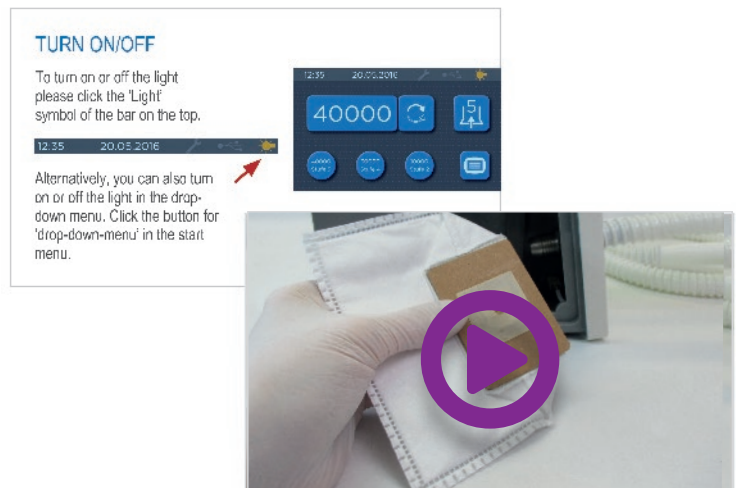 TURN ON/OFF
To turn on or off the light
please click the 'Light'
symbol of the bar on the top.
12:35 20.05.2016
Alternatively, you can also turn
on or off the light in the drop-
down menu. Click the button for
'drop-down-menu' in the start
menu.
12:35 20.05.2016
40000
5